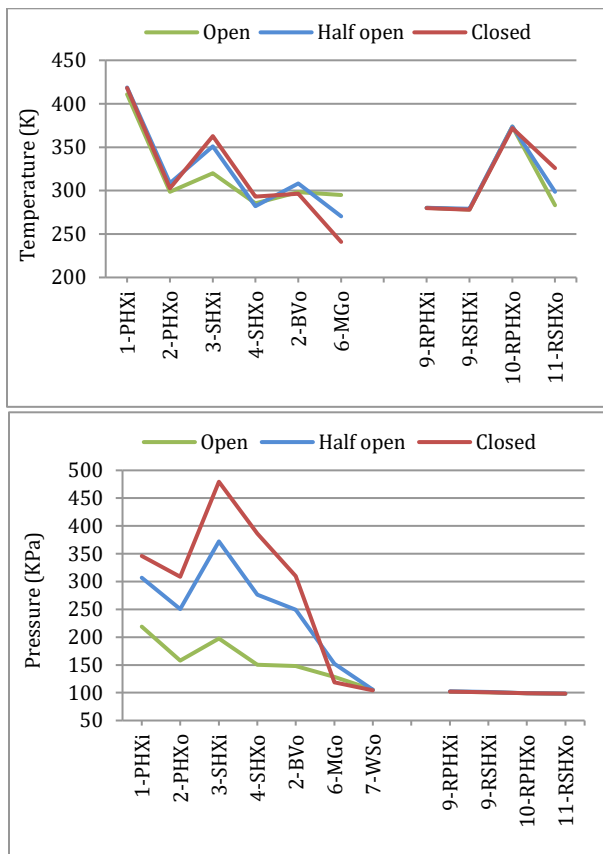 Open Half open Closed
Temperature (K)
450
400
350
300
250
200
1-PHXi
2-PHXo
3-SHXi
4-SHXo
2-BVo
6-MGo
9-RPHXi
9-RSHXi
10-RPHXo
11-RSHXo
Open Half open Closed
Pressure (KPa)
500
450
400
350
300
250
200
150
100
50
1-PHXi
2-PHXo
3-SHXi
4-SHXo
2-BVo
6-MGo
7-WSo
9-RPHXi
9-RSHXi
10-RPHXo
11-RSHXo